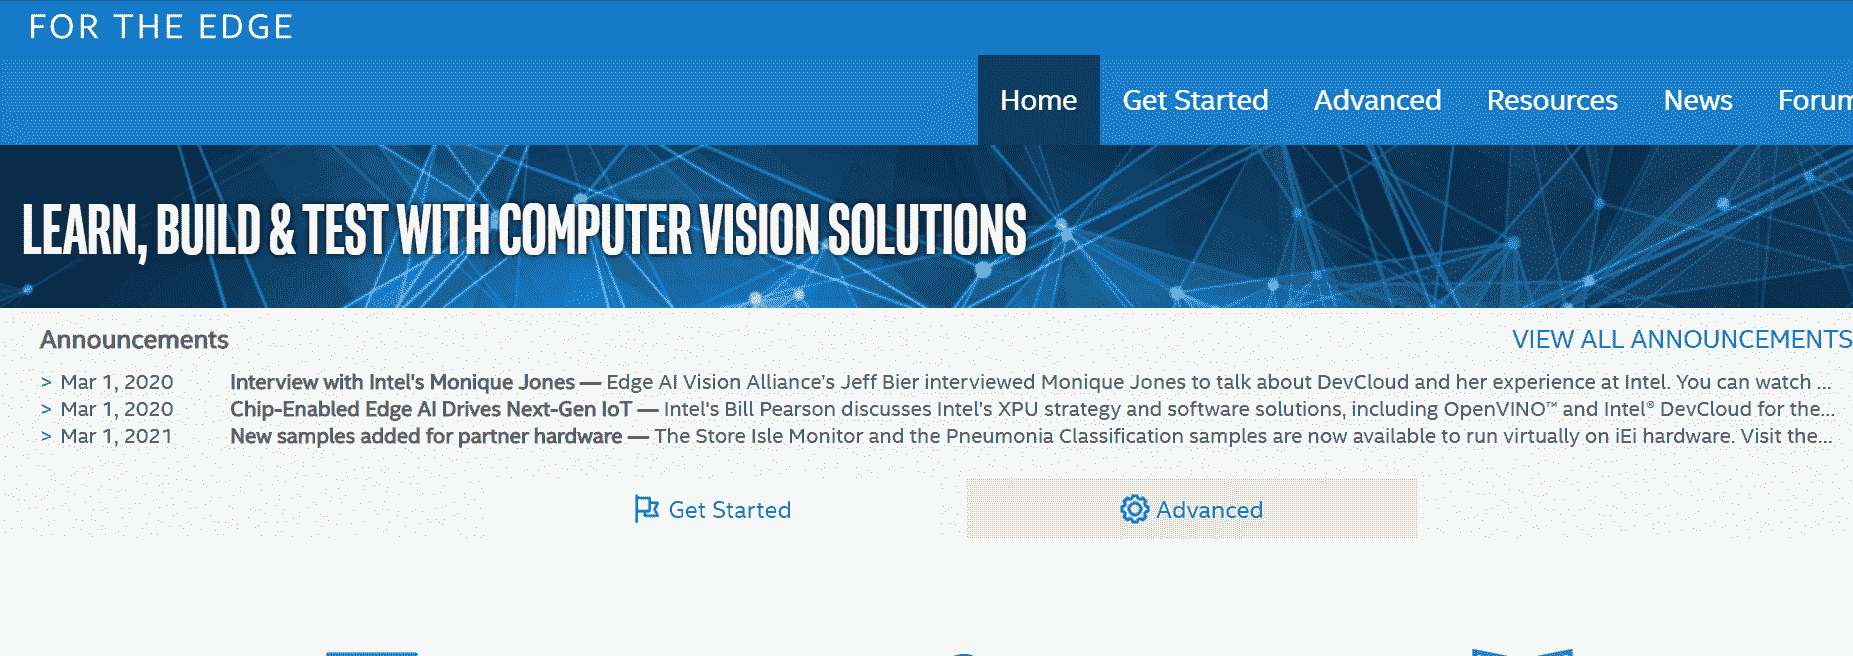 FOR THE EDGE
Home Get Started Advanced Resources News Forum
LEARN, BUILD & TEST WITH COMPUTER VISION SOLUTIONS
Announcements VIEW ALL ANNOUNCEMENTS
> Mar 1, 2020 Interview with Intel's Monique Jones — Edge AI Vision Alliance's Jeff Bier interviewed Monique Jones to talk about DevCloud and her experience at Intel. You can watch ...
> Mar 1, 2020 Chip-Enabled Edge AI Drives Next-Gen IoT — Intel's Bill Pearson discusses Intel's XPU strategy and software solutions, including OpenVINO™ and Intel® DevCloud for the...
> Mar 1, 2021 New samples added for partner hardware — The Store Isle Monitor and the Pneumonia Classification samples are now available to run virtually on iEi hardware. Visit the...
Get Started Advanced